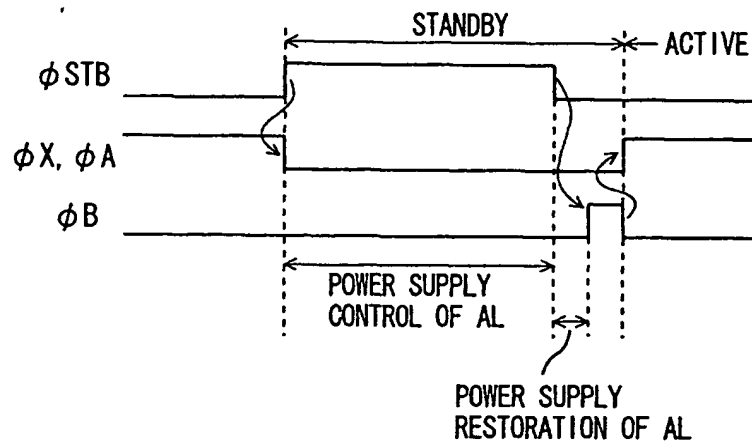 STANDBY
ACTIVE
φSTB
φX, φA
φB
POWER SUPPLY
CONTROL OF AL
POWER SUPPLY
RESTORATION OF AL